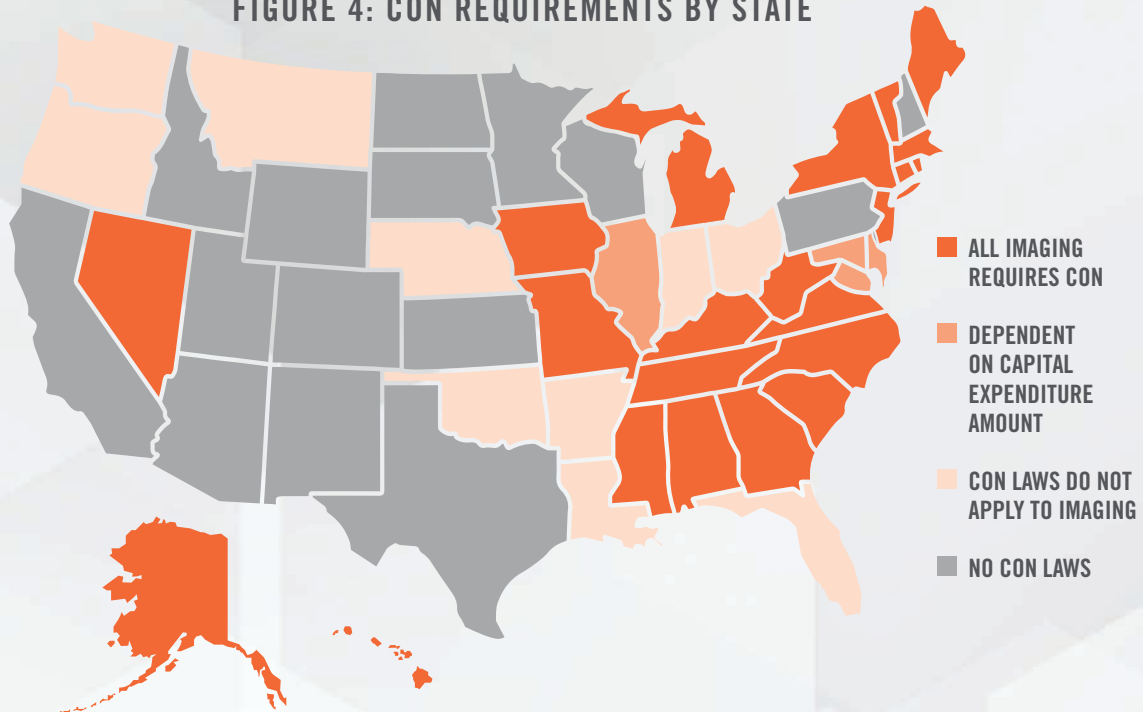 FIGURE 4: CON REQUIREMENTS BY STATE
ALL IMAGING
REQUIRES CON
DEPENDENT
ON CAPITAL
EXPENDITURE
AMOUNT
CON LAWS DO NOT
APPLY TO IMAGING
NO CON LAWS